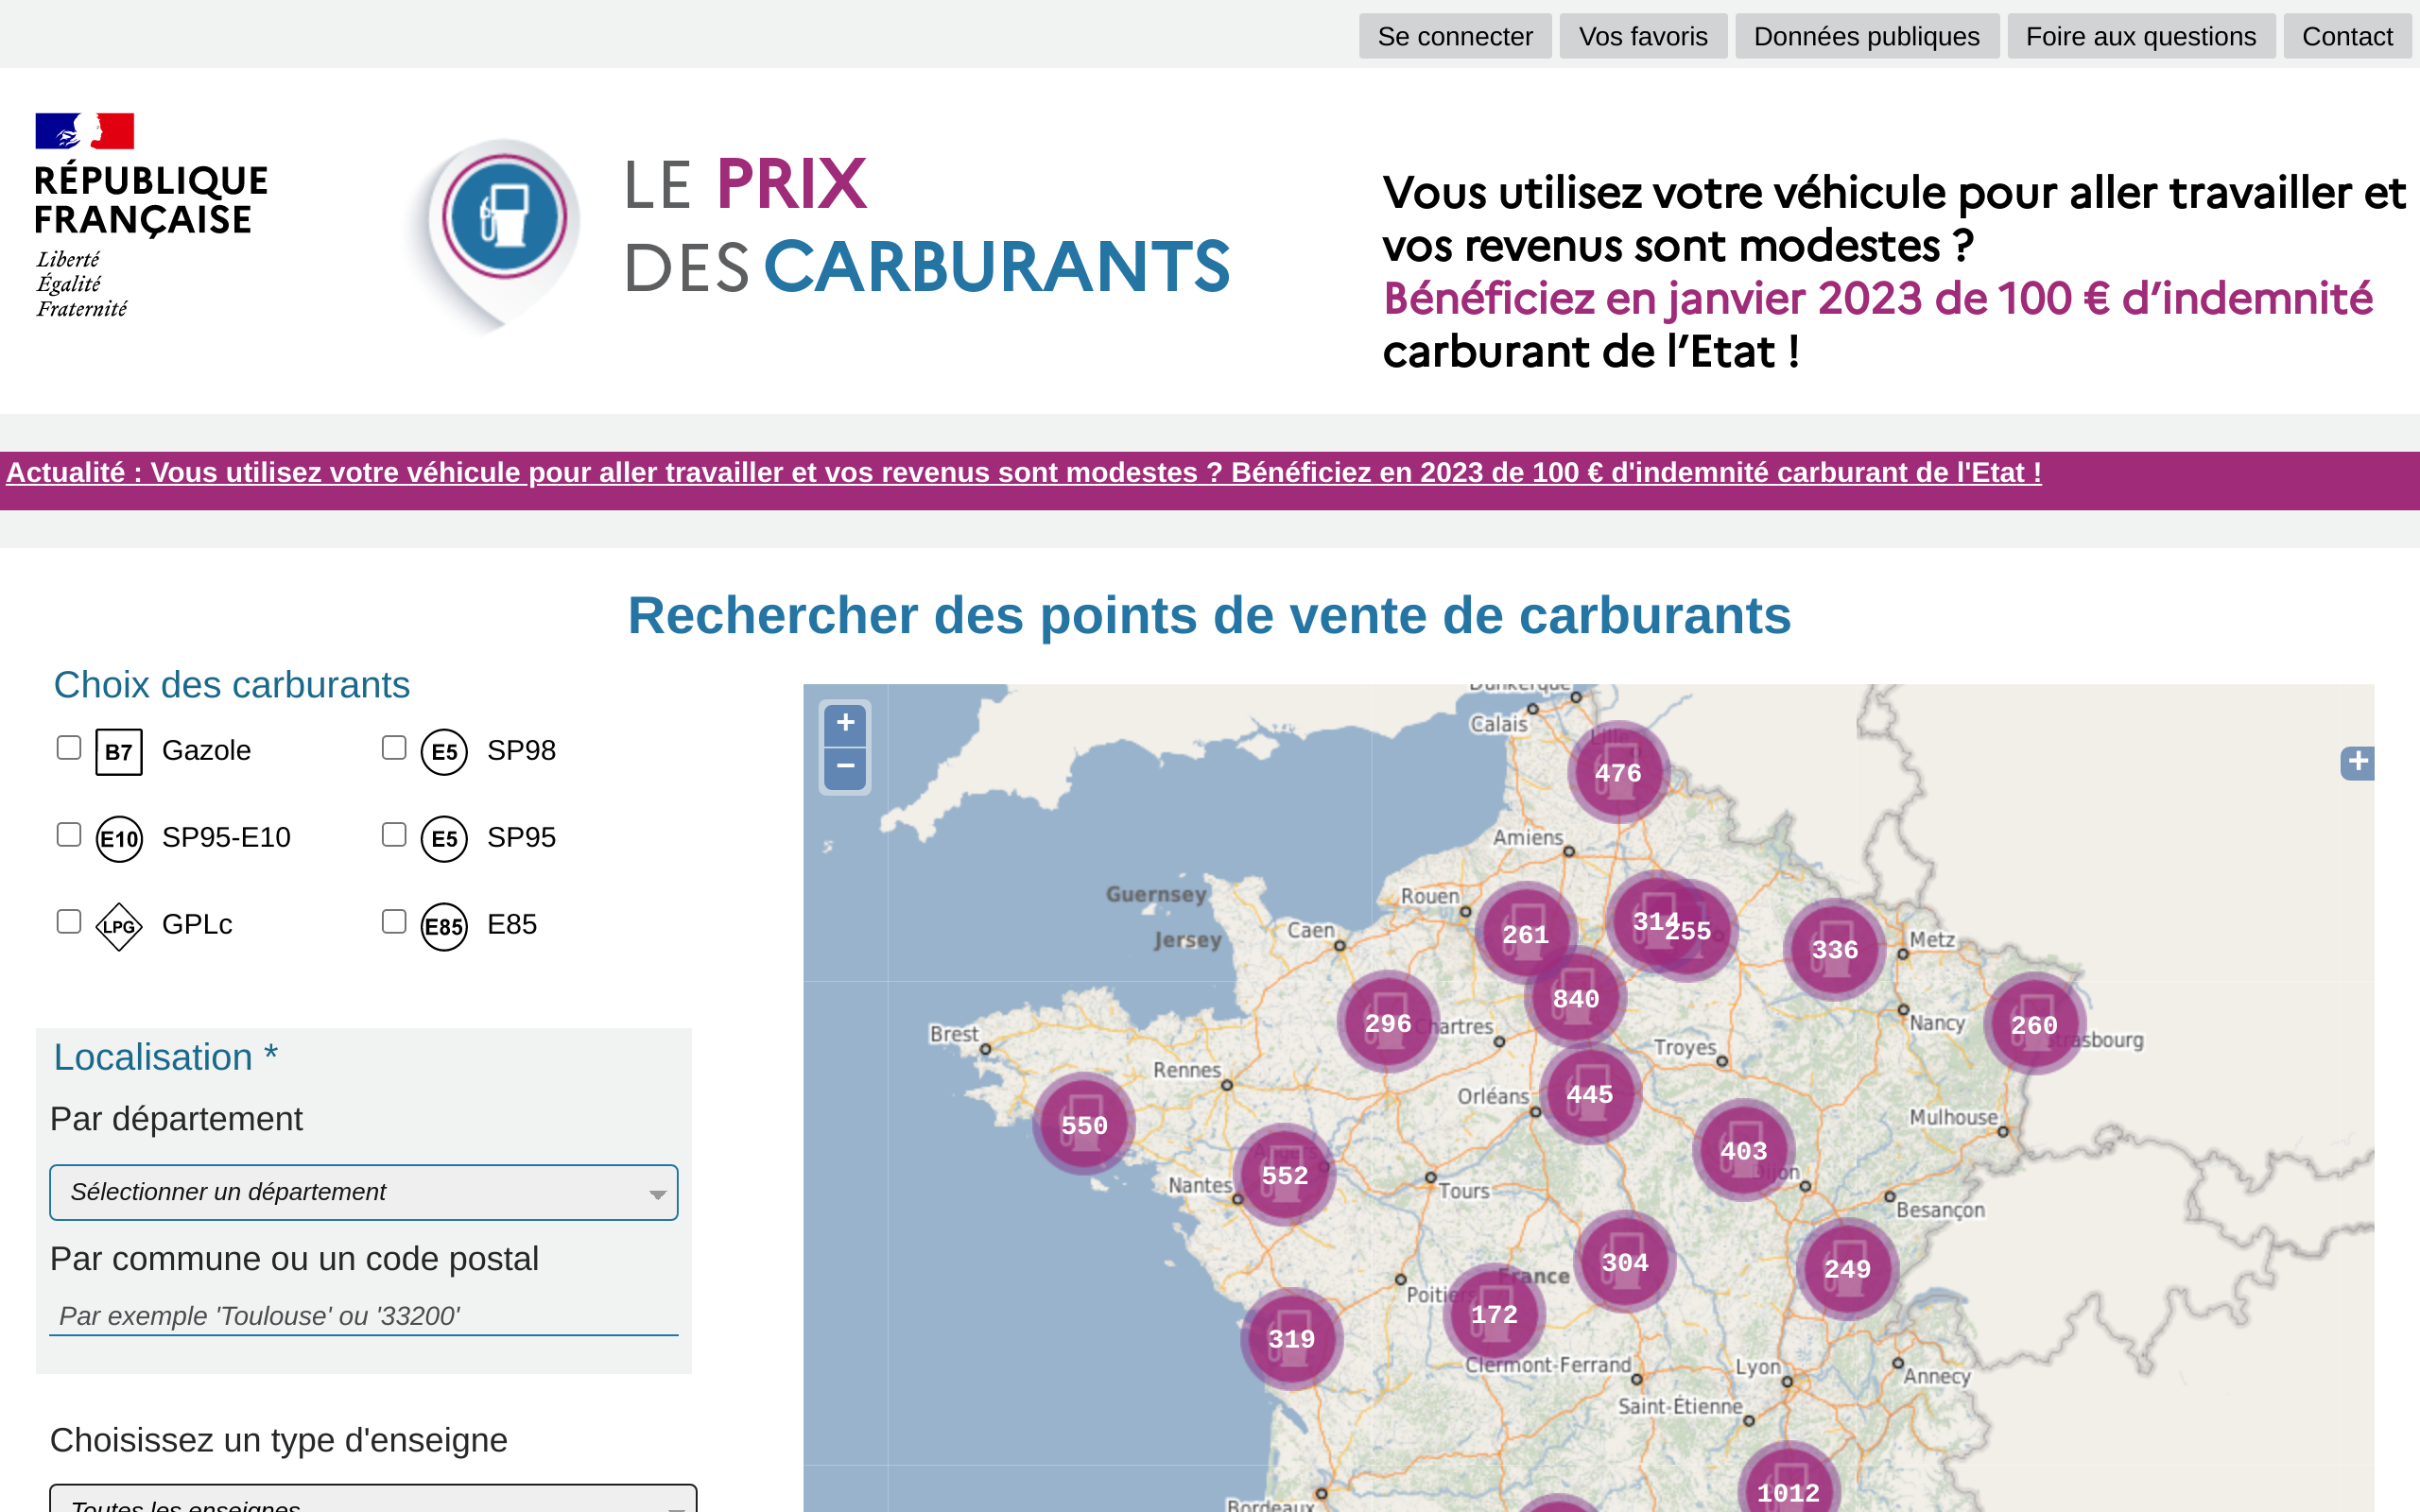 Se connecter
Vos favoris
Données publiques
Foire aux questions
Contact
RÉPUBLIQUE
FRANÇAISE
Liberté
Égalité
Fraternité
LE PRIX
DES CARBURANTS
Vous utilisez votre véhicule pour aller travailler et
vos revenus sont modestes ?
Bénéficiez en janvier 2023 de 100 € d’indemnité
carburant de l’Etat !
Actualité : Vous utilisez votre véhicule pour aller travailler et vos revenus sont modestes ? Bénéficiez en 2023 de 100 € d'indemnité carburant de l'Etat !
Rechercher des points de vente de carburants
Choix des carburants
B7 Gazole
E5 SP98
E10 SP95-E10
E5 SP95
LPG GPLc
E85 E85
Localisation *
Par département
Sélectionner un département
Par commune ou un code postal
Par exemple 'Toulouse' ou '33200'
Choisissez un type d'enseigne
Toutes les enseignes
+
−
+
Dunkerque
Calais
Lille
476
Amiens
Guernsey
Rouen
314
255
261
Jersey
Caen
336
Metz
840
296
Chartres
Nancy
260
Strasbourg
Brest
Troyes
Rennes
Orléans
445
550
Mulhouse
403
Angers
552
Dijon
Nantes
Tours
Besançon
304
249
France
Poitiers
172
319
Clermont-Ferrand
Lyon
Annecy
Saint-Étienne
1012
Bordeaux